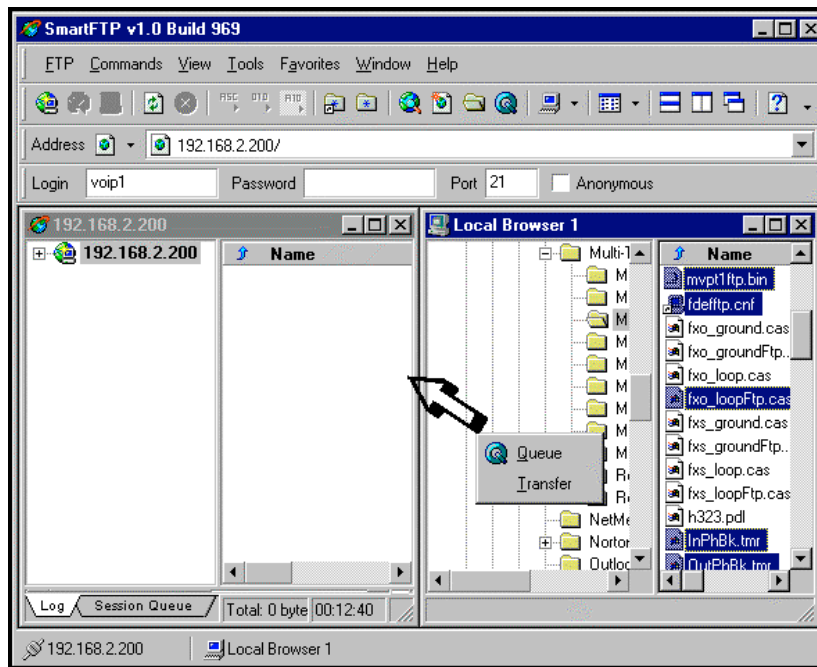 SmartFTP v1.0 Build 969
FTP Commands View Tools Favorites Window Help
Address 192.168.2.200/
Login voip1 Password Port 21 Anonymous
192.168.2.200
192.168.2.200
Name
Log Session Queue Total: 0 byte 00:12:40
Local Browser 1
Multi-T
M
M
M
M
M
M
M
M
M
R
R
NetMe
Norton
Outloc
Name
mvpt1ftp.bin
fdefftp.cnf
fxo_ground.cas
fxo_groundFtp..
fxo_loop.cas
fxo_loopFtp.cas
fxs_ground.cas
fxs_groundFtp..
fxs_loop.cas
fxs_loopFtp.cas
h323.pdl
InPhBk.tmr
OutPhBk.tmr
Queue
Transfer
192.168.2.200 Local Browser 1